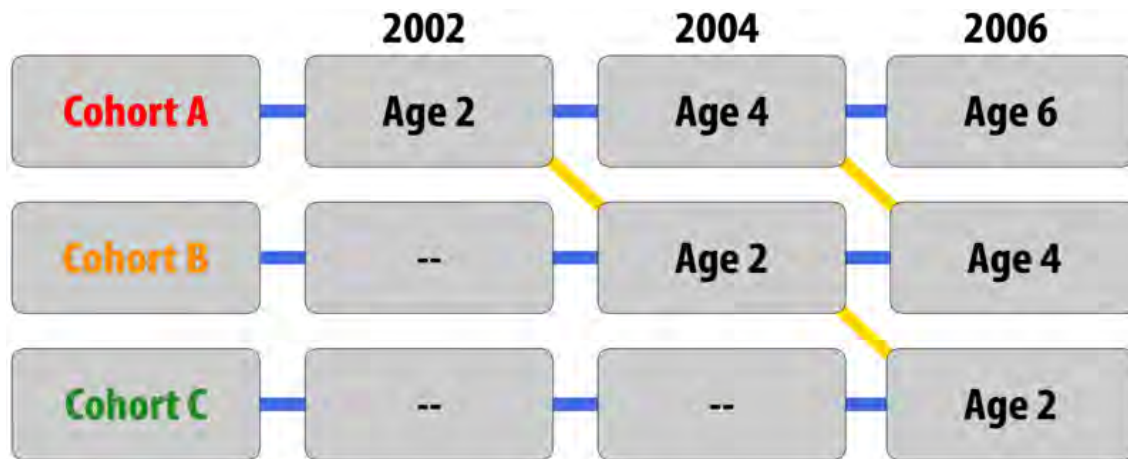 2002 2004 2006
Cohort A Age 2 Age 4 Age 6
Cohort B -- Age 2 Age 4
Cohort C -- -- Age 2